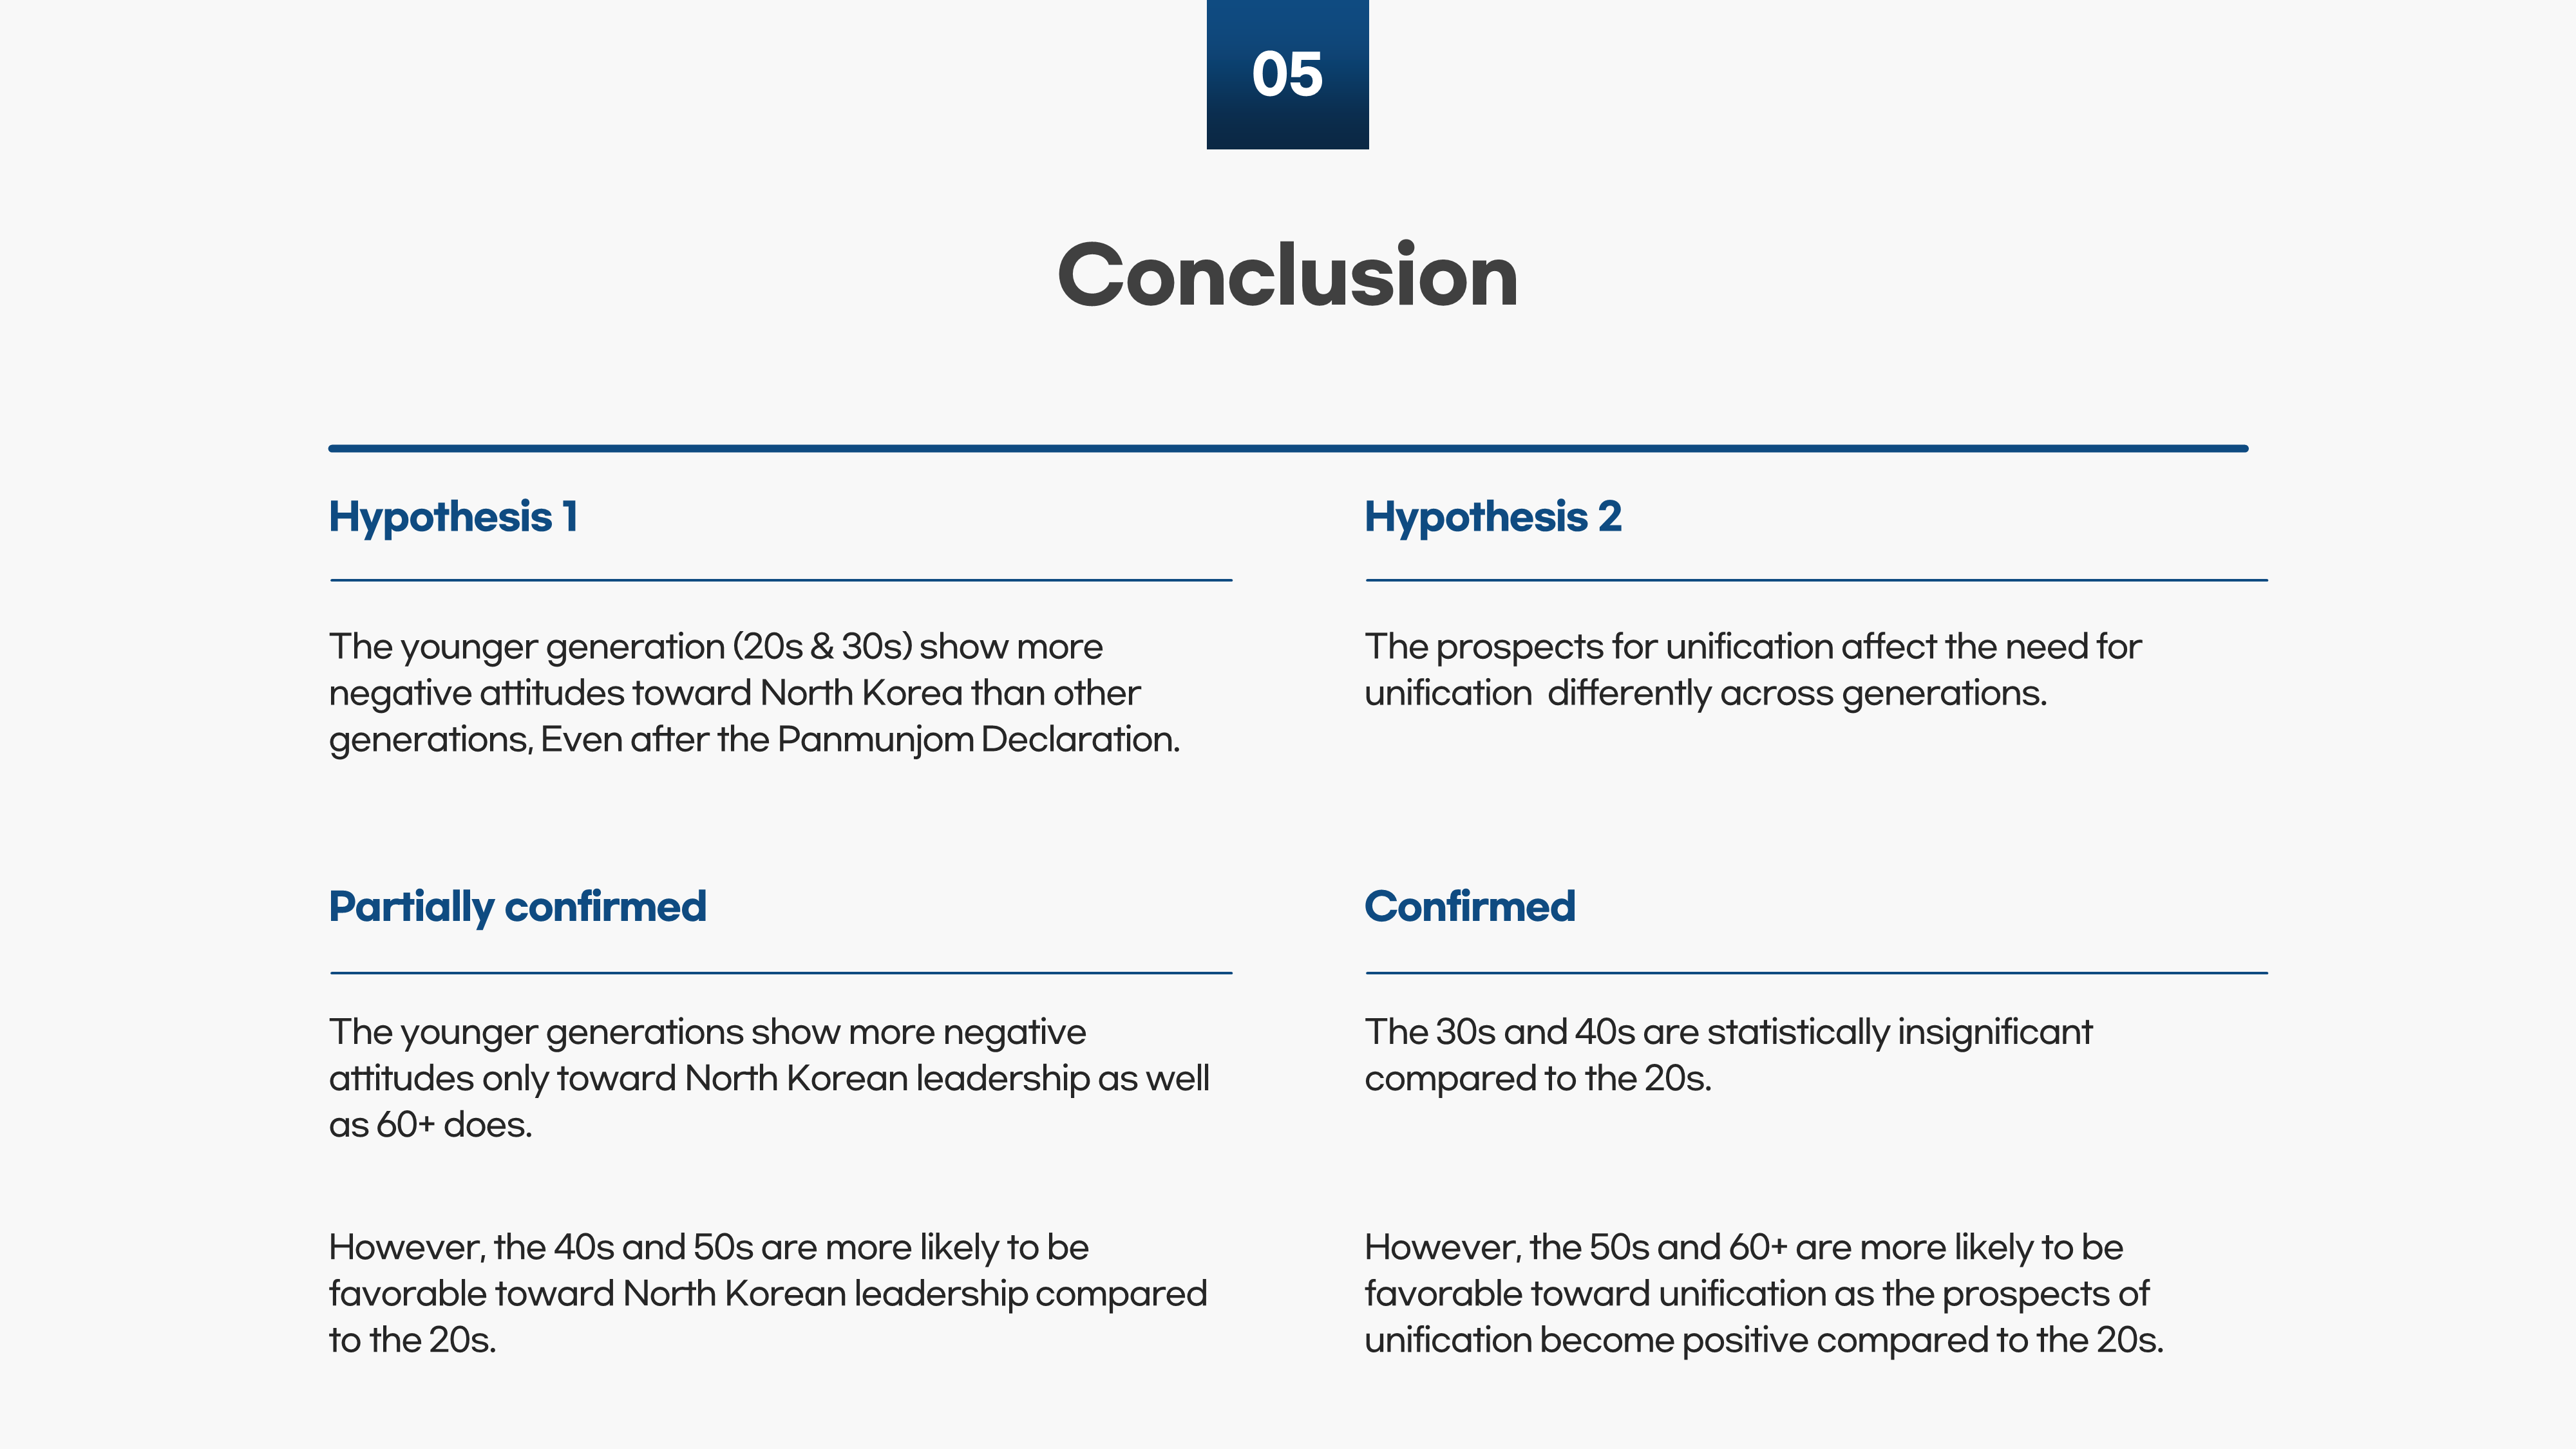 05
Conclusion
Hypothesis 1
The younger generation (20s & 30s) show more
negative attitudes toward North Korea than other
generations, Even after the Panmunjom Declaration.
Partially confirmed
The younger generations show more negative
attitudes only toward North Korean leadership as well
as 60+ does.
However, the 40s and 50s are more likely to be
favorable toward North Korean leadership compared
to the 20s.
Hypothesis 2
The prospects for unification affect the need for
unification  differently across generations.
Confirmed
The 30s and 40s are statistically insignificant
compared to the 20s.
However, the 50s and 60+ are more likely to be
favorable toward unification as the prospects of
unification become positive compared to the 20s.